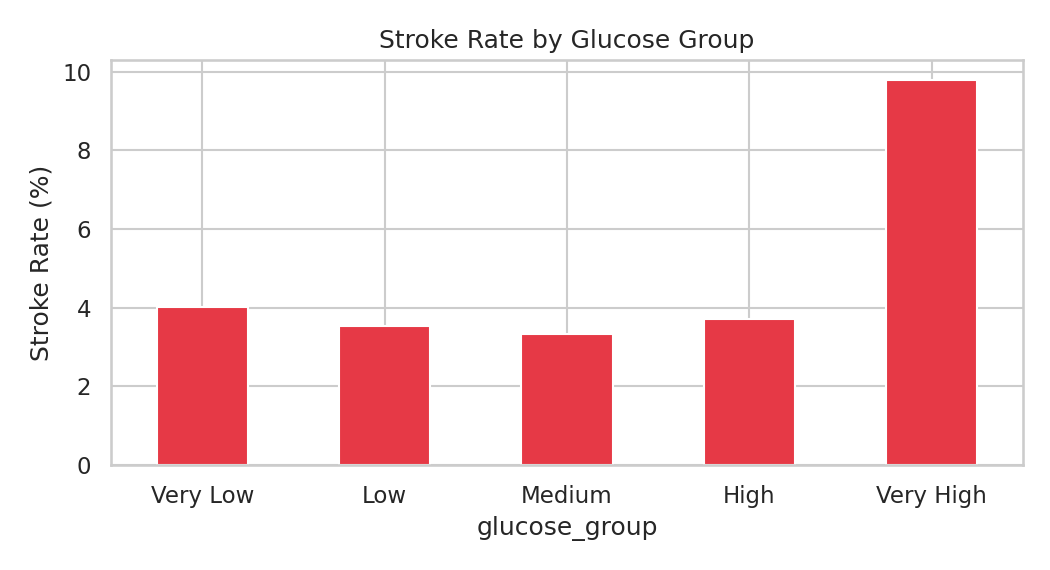 Stroke Rate by Glucose Group
Stroke Rate (%)
10
8
6
4
2
0
Very Low
Low
Medium
High
Very High
glucose_group